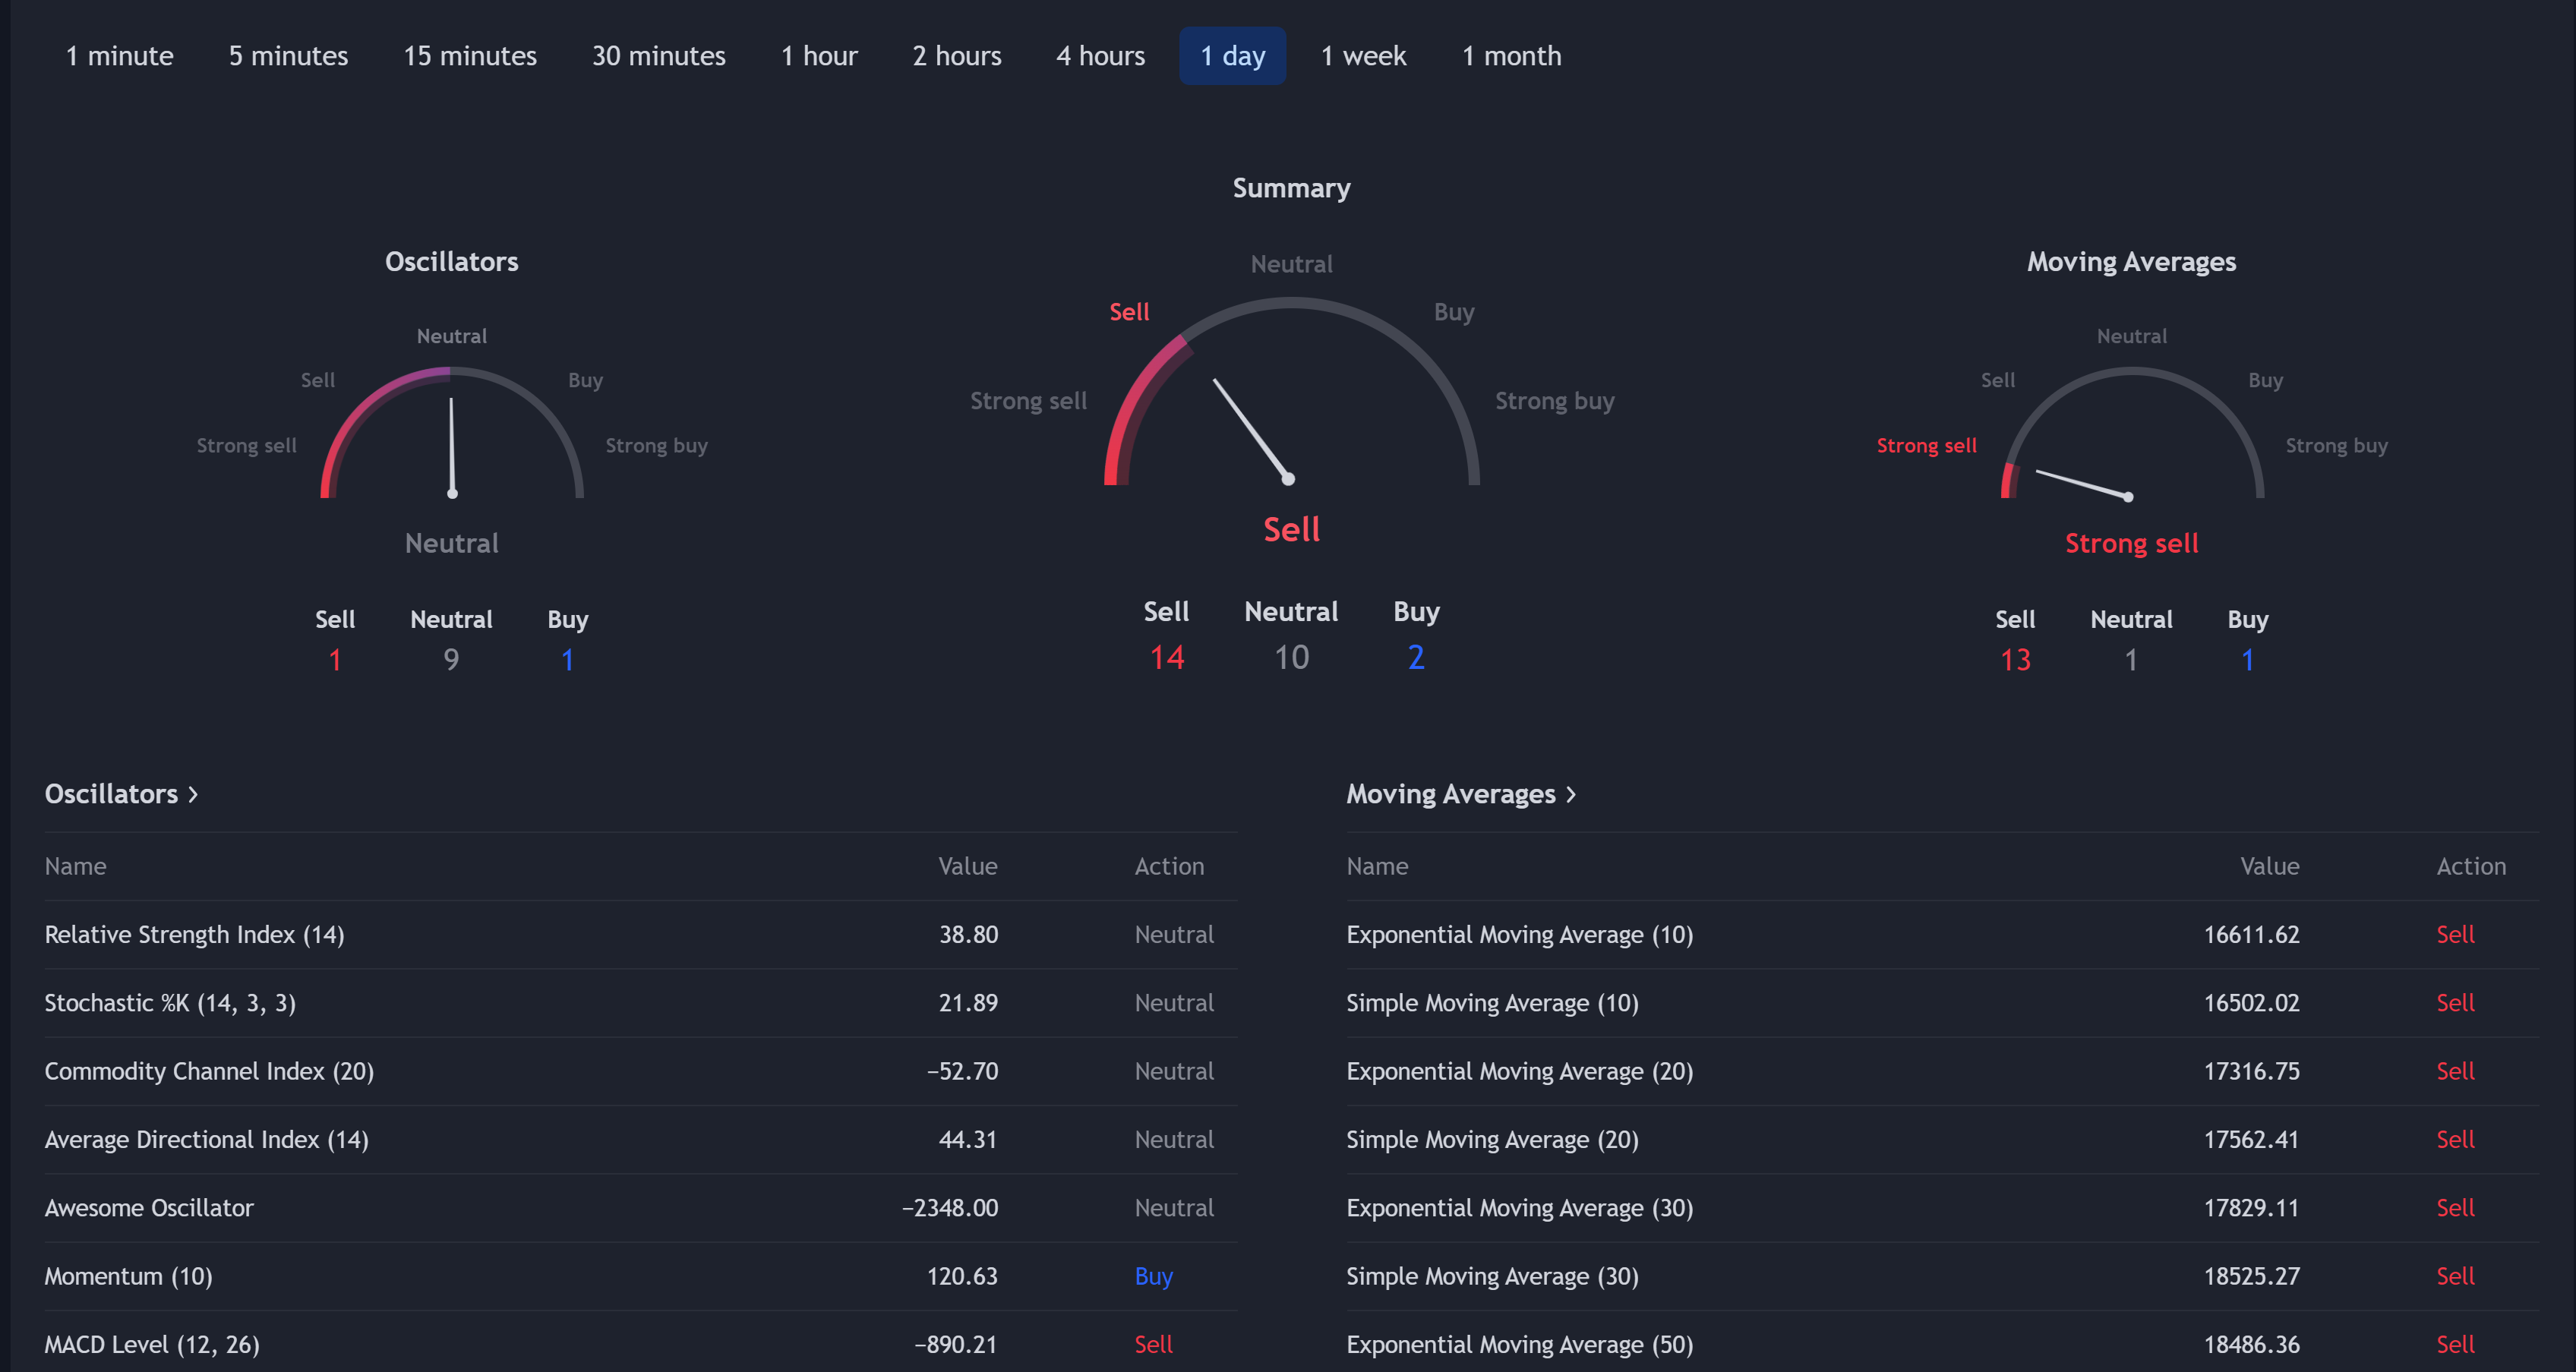 1 minute 5 minutes 15 minutes 30 minutes 1 hour 2 hours 4 hours 1 day 1 week 1 month
Summary
Oscillators
Neutral
Sell
Buy
Strong sell
Strong buy
Neutral
Sell Neutral Buy
1 9 1
Neutral
Sell
Buy
Strong sell
Strong buy
Sell
Sell Neutral Buy
14 10 2
Moving Averages
Neutral
Sell
Buy
Strong sell
Strong buy
Strong sell
Sell Neutral Buy
13 1 1
Oscillators
Name Value Action
Relative Strength Index (14) 38.80 Neutral
Stochastic %K (14, 3, 3) 21.89 Neutral
Commodity Channel Index (20) −52.70 Neutral
Average Directional Index (14) 44.31 Neutral
Awesome Oscillator −2348.00 Neutral
Momentum (10) 120.63 Buy
MACD Level (12, 26) −890.21 Sell
Moving Averages
Name Value Action
Exponential Moving Average (10) 16611.62 Sell
Simple Moving Average (10) 16502.02 Sell
Exponential Moving Average (20) 17316.75 Sell
Simple Moving Average (20) 17562.41 Sell
Exponential Moving Average (30) 17829.11 Sell
Simple Moving Average (30) 18525.27 Sell
Exponential Moving Average (50) 18486.36 Sell